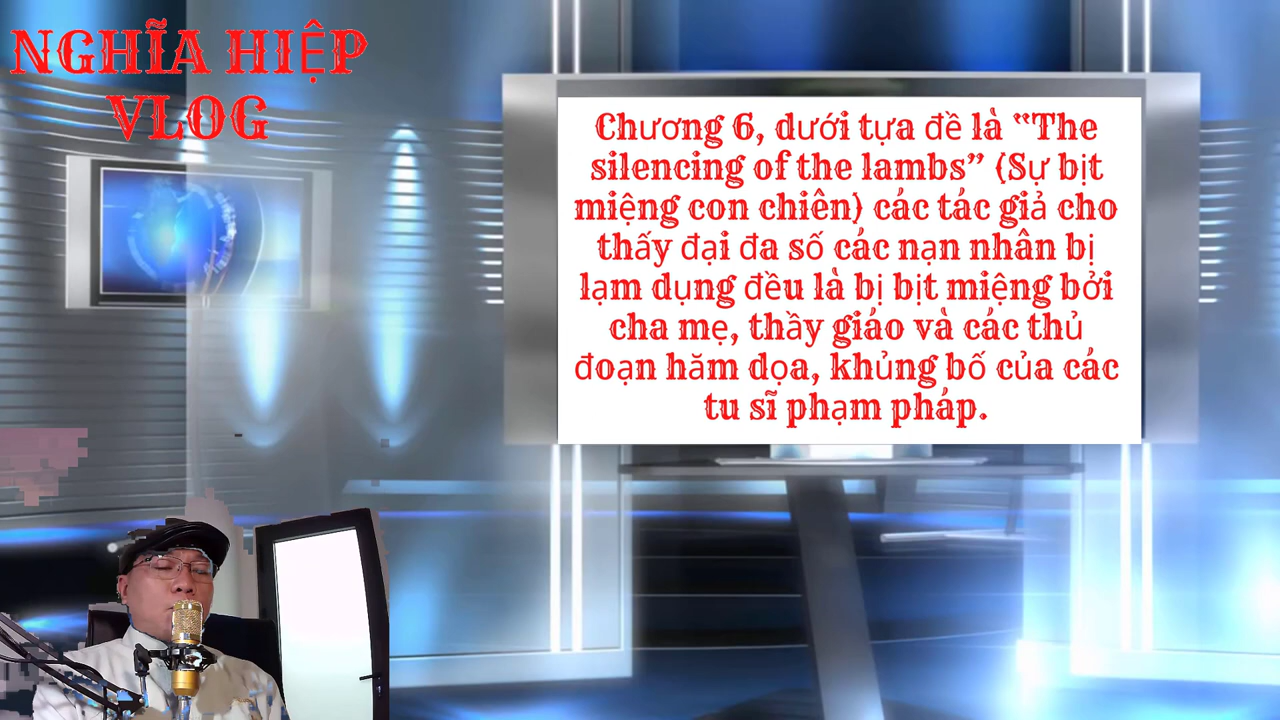 NGHĨA HIỆP
VLOG
Chương 6, dưới tựa đề là “The
silencing of the lambs” (Sự bịt
miệng con chiên) các tác giả cho
thấy đại đa số các nạn nhân bị
lạm dụng đều là bị bịt miệng bởi
cha mẹ, thầy giáo và các thủ
đoạn hăm dọa, khủng bố của các
tu sĩ phạm pháp.